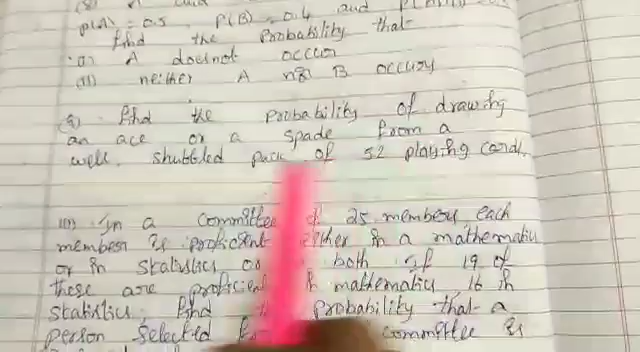 P(A) = 0.5, P(B) = 0.4 and
find the Probability that
(i) A doesnot occur
(ii) neither A nor B occurs
9) find the Probability of drawing
an ace or a spade from a
well shuffled pack of 52 playing card.
10) In a committee of 25 members each
member is proficient either in a mathematics
or in statistics or both If 19 of
these are proficient in mathematics, 16 in
statistics. find probability that a
person selected committee is